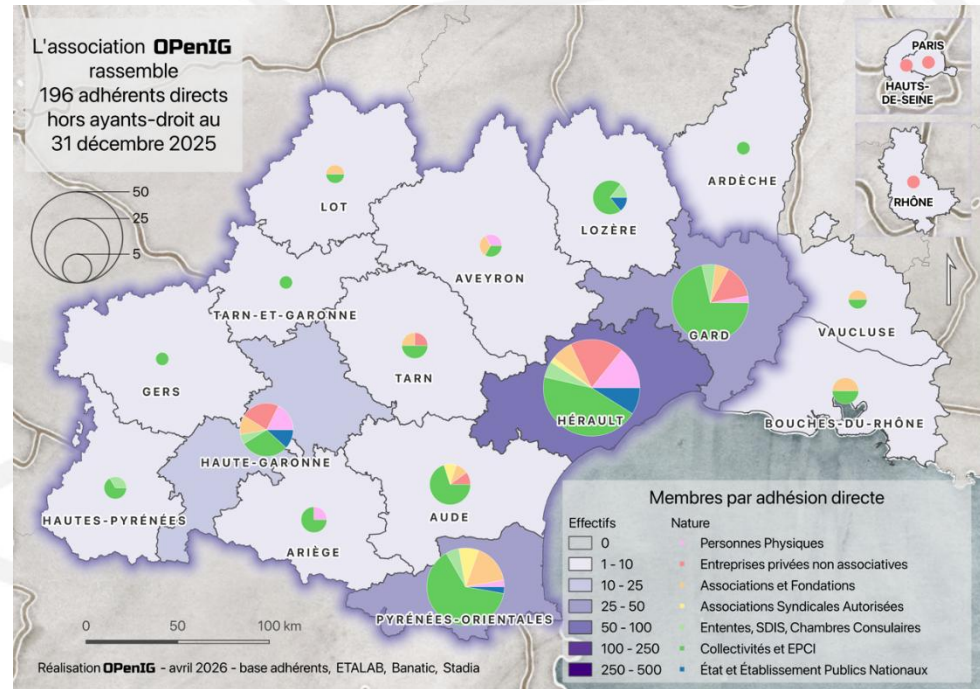 L'association OPenIG
rassemble
196 adhérents directs
hors ayants-droit au
31 décembre 2025
50
25
5
PARIS
HAUTS-
DE-SEINE
RHÔNE
ARDÈCHE
LOT
LOZÈRE
AVEYRON
TARN-ET-GARONNE
GARD
VAUCLUSE
GERS
TARN
HÉRAULT
BOUCHES-DU-RHÔNE
HAUTE-GARONNE
HAUTES-PYRÉNÉES
AUDE
ARIÈGE
PYRÉNÉES-ORIENTALES
Membres par adhésion directe
Effectifs Nature
0
1 - 10 Personnes Physiques
10 - 25 Entreprises privées non associatives
25 - 50 Associations et Fondations
50 - 100 Associations Syndicales Autorisées
100 - 250 Ententes, SDIS, Chambres Consulaires
250 - 500 Collectivités et EPCI
État et Établissement Publics Nationaux
0 50 100 km
Réalisation OPenIG - avril 2026 - base adhérents, ETALAB, Banatic, Stadia